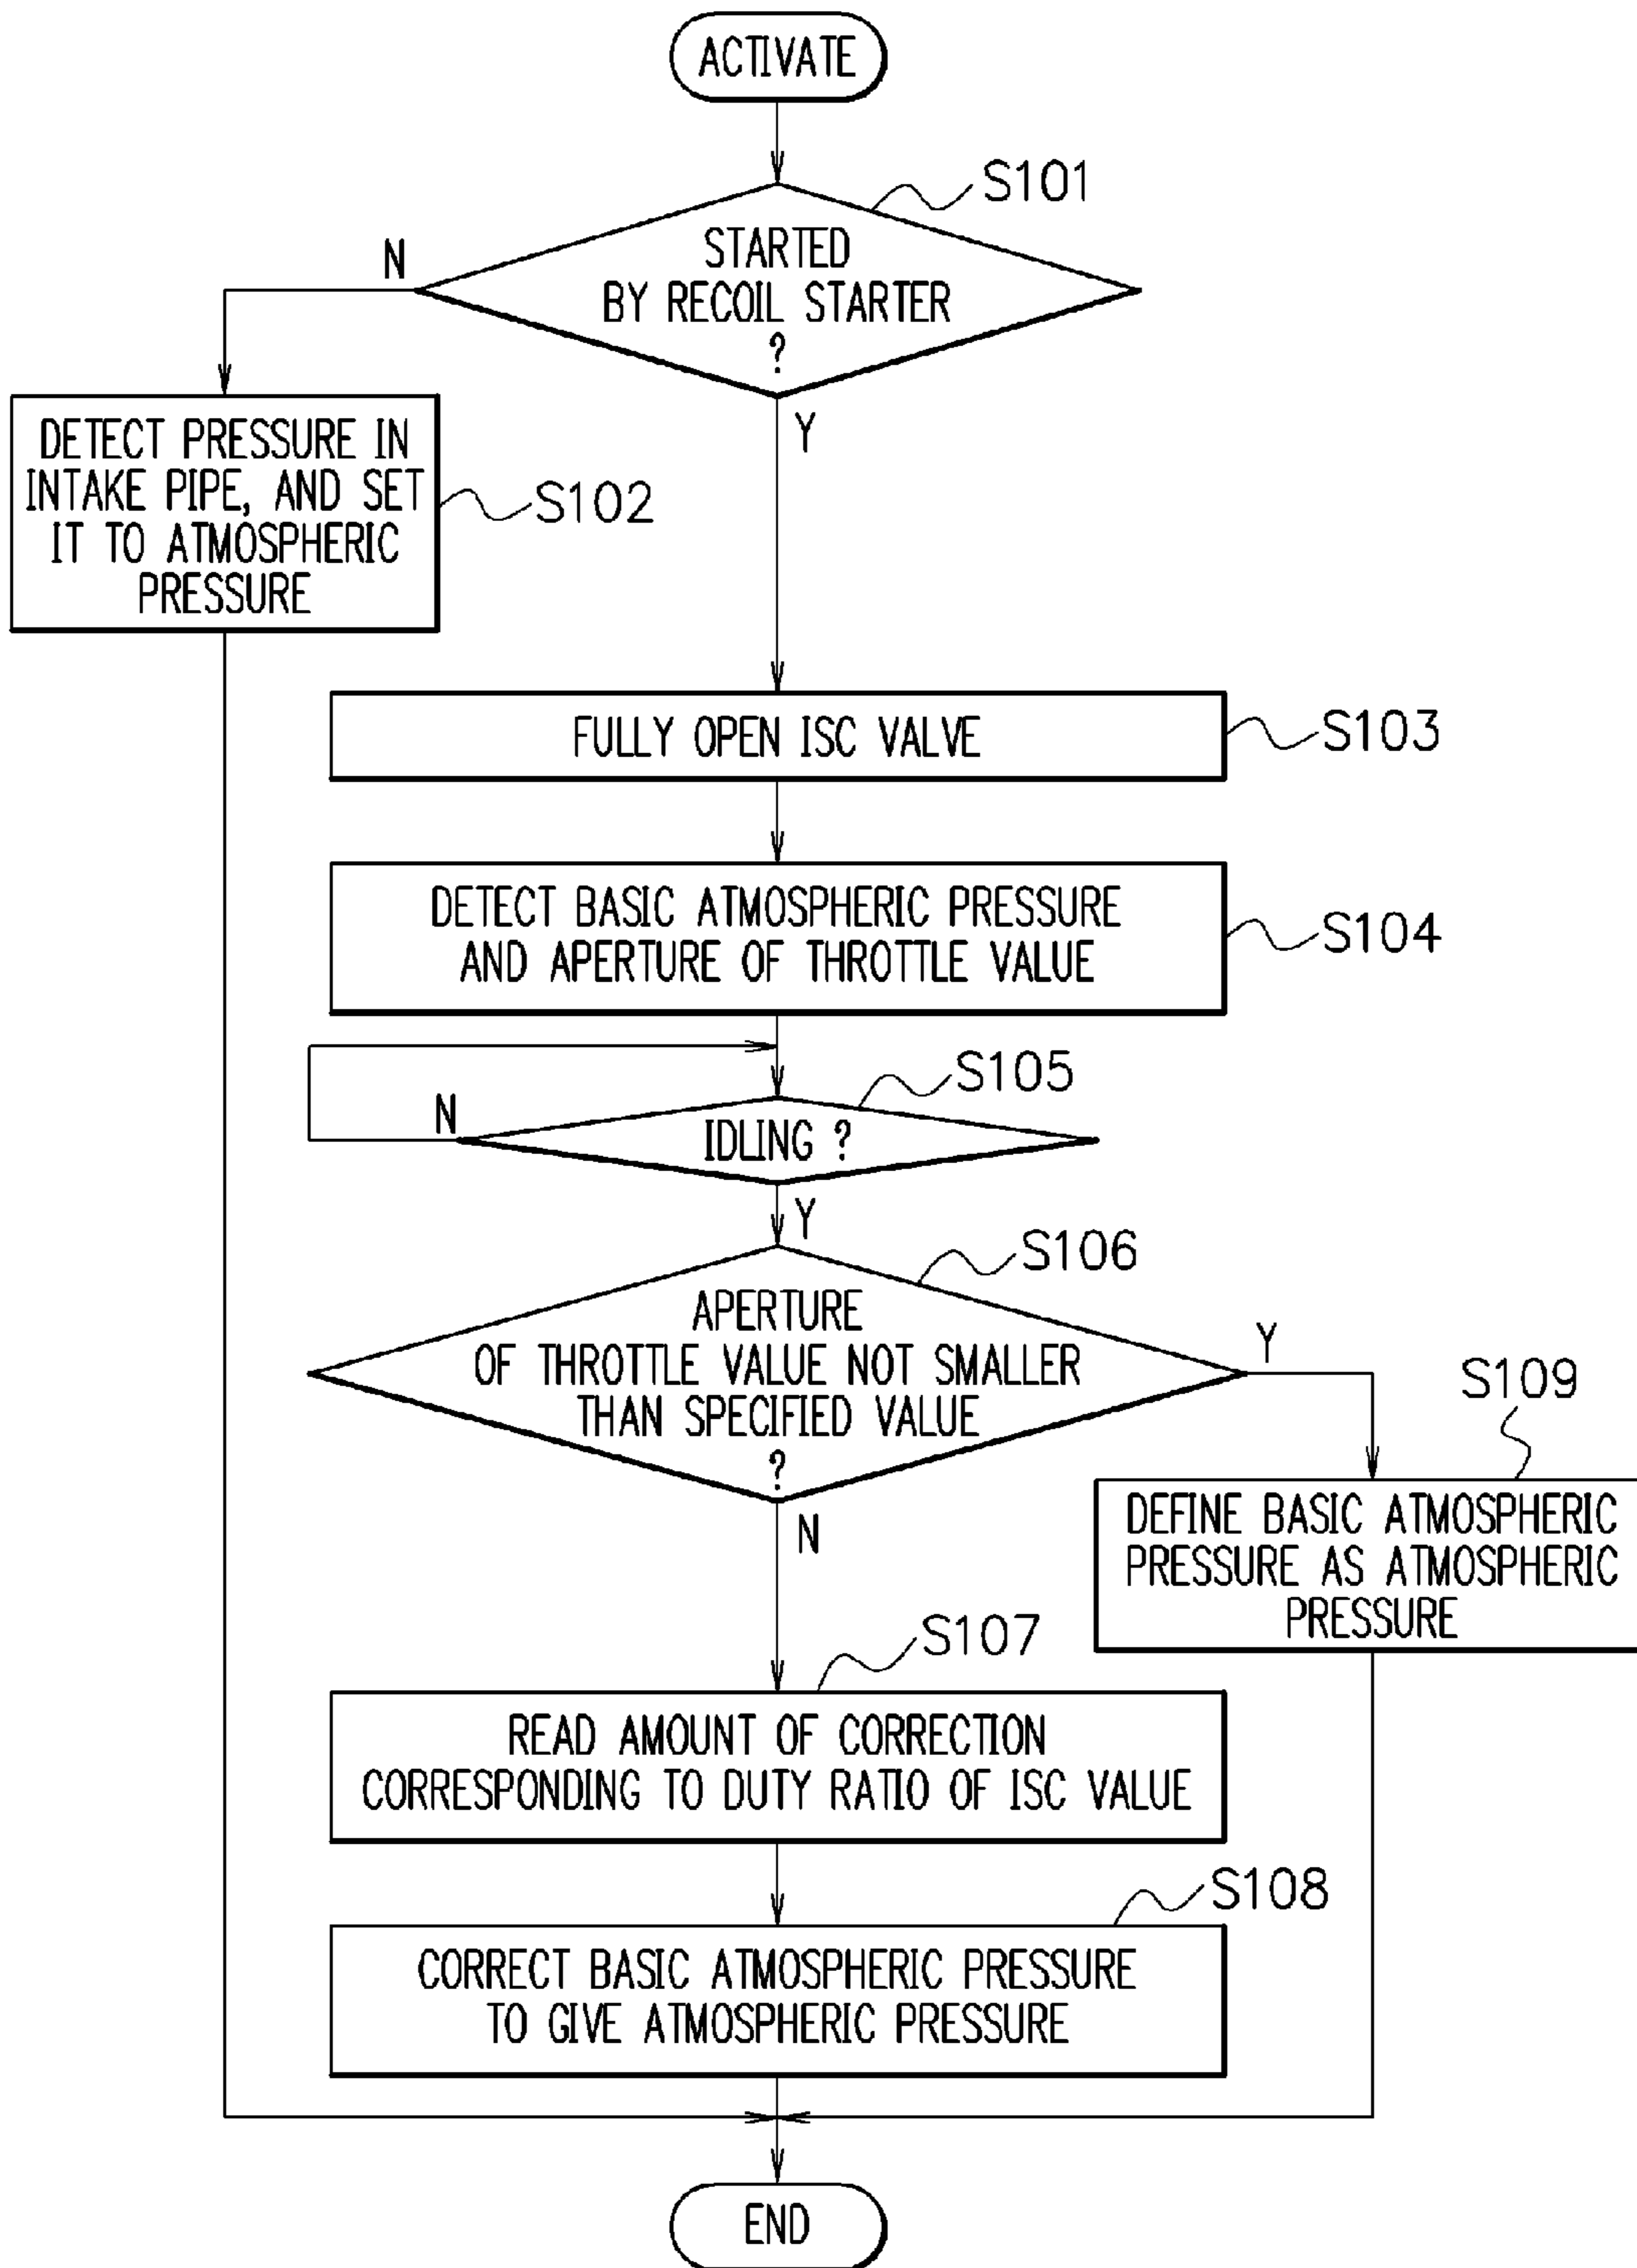 ACTIVATE
S101
STARTED
BY RECOIL STARTER
?
N
Y
DETECT PRESSURE IN
INTAKE PIPE, AND SET
IT TO ATMOSPHERIC
PRESSURE
S102
FULLY OPEN ISC VALVE
S103
DETECT BASIC ATMOSPHERIC PRESSURE
AND APERTURE OF THROTTLE VALUE
S104
S105
N
IDLING ?
Y
S106
APERTURE
OF THROTTLE VALUE NOT SMALLER
THAN SPECIFIED VALUE
?
Y
N
S109
DEFINE BASIC ATMOSPHERIC
PRESSURE AS ATMOSPHERIC
PRESSURE
S107
READ AMOUNT OF CORRECTION
CORRESPONDING TO DUTY RATIO OF ISC VALUE
S108
CORRECT BASIC ATMOSPHERIC PRESSURE
TO GIVE ATMOSPHERIC PRESSURE
END